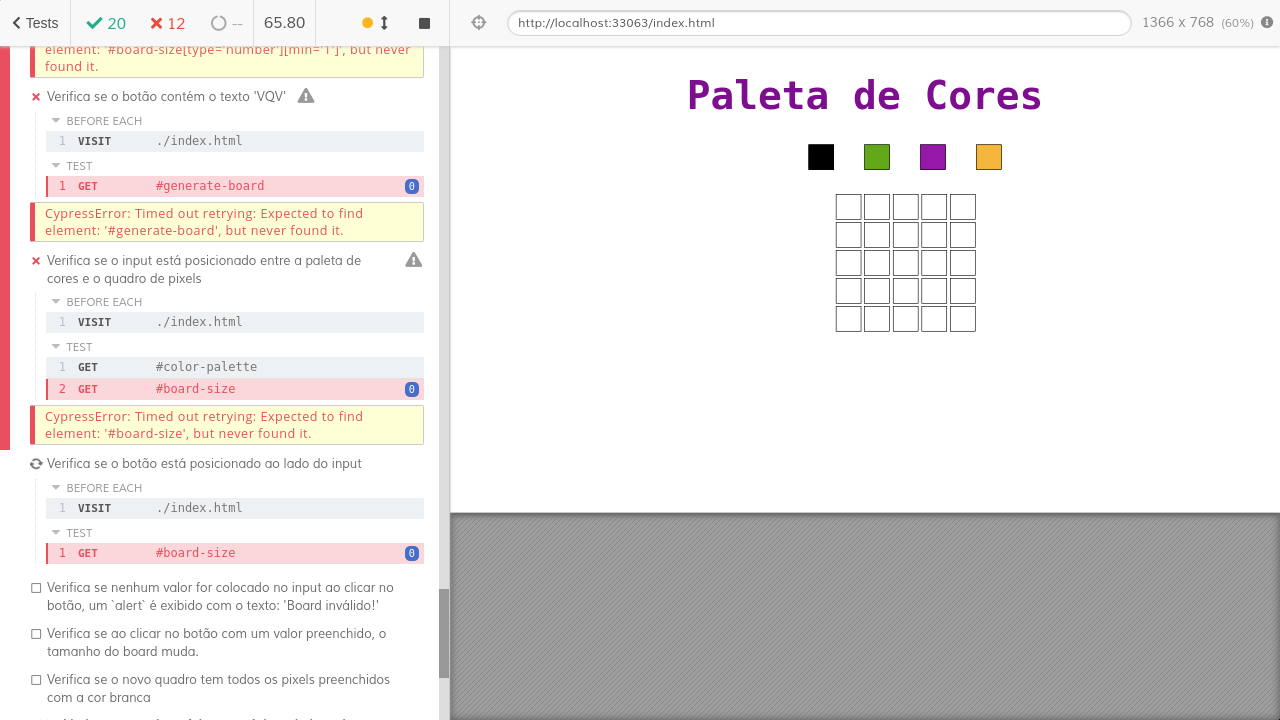 Tests
20
12
--
65.80
http://localhost:33063/index.html
1366 x 768 (60%)
element: '#board-size[type='number'][min='1']', but never
found it.
Verifica se o botão contém o texto 'VQV'
BEFORE EACH
1 VISIT ./index.html
TEST
1 GET #generate-board 0
CypressError: Timed out retrying: Expected to find
element: '#generate-board', but never found it.
Verifica se o input está posicionado entre a paleta de
cores e o quadro de pixels
BEFORE EACH
1 VISIT ./index.html
TEST
1 GET #color-palette
2 GET #board-size 0
CypressError: Timed out retrying: Expected to find
element: '#board-size', but never found it.
Verifica se o botão está posicionado ao lado do input
BEFORE EACH
1 VISIT ./index.html
TEST
1 GET #board-size 0
Verifica se nenhum valor for colocado no input ao clicar no
botão, um `alert` é exibido com o texto: 'Board inválido!'
Verifica se ao clicar no botão com um valor preenchido, o
tamanho do board muda.
Verifica se o novo quadro tem todos os pixels preenchidos
com a cor branca
Paleta de Cores